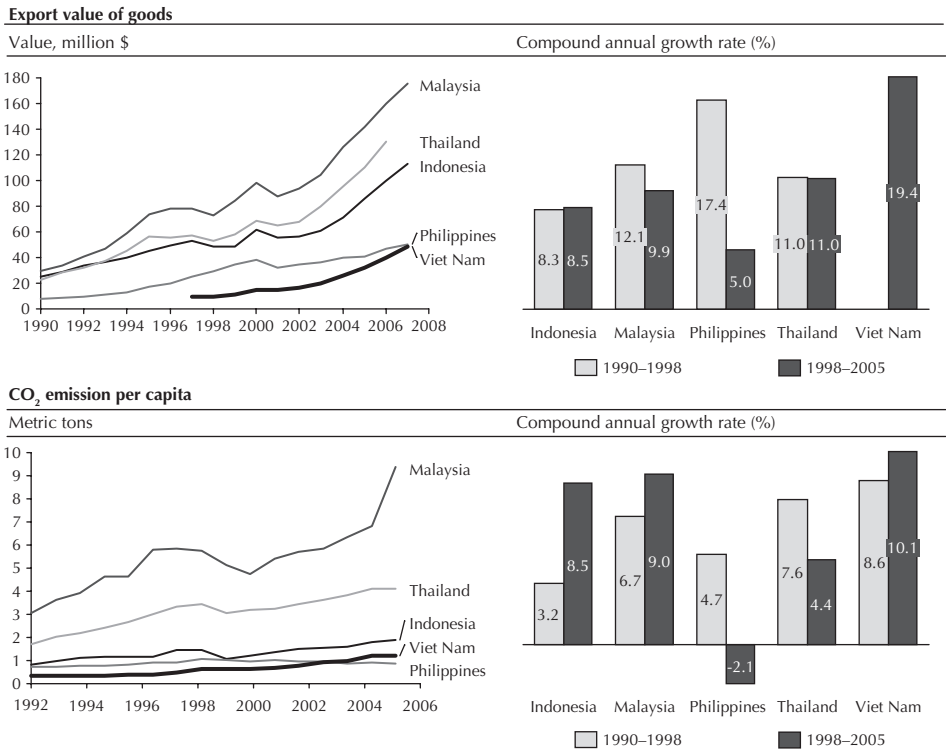 Export value of goods
Value, million $
Compound annual growth rate (%)
180
160
140
120
100
80
60
40
20
0
1990 1992 1994 1996 1998 2000 2002 2004 2006 2008
Malaysia
Thailand
Indonesia
Philippines
Viet Nam
8.3 8.5 12.1 9.9 17.4 5.0 11.0 11.0 19.4
Indonesia Malaysia Philippines Thailand Viet Nam
1990–1998 1998–2005
CO2 emission per capita
Metric tons
Compound annual growth rate (%)
10
9
8
7
6
5
4
3
2
1
0
1992 1994 1996 1998 2000 2002 2004 2006
Malaysia
Thailand
Indonesia
Viet Nam
Philippines
3.2 8.5 6.7 9.0 4.7 -2.1 7.6 4.4 8.6 10.1
Indonesia Malaysia Philippines Thailand Viet Nam
1990–1998 1998–2005